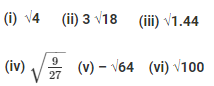 (i) √4 (ii) 3 √18 (iii) √1.44
(iv) √(9/27) (v) – √64 (vi) √100